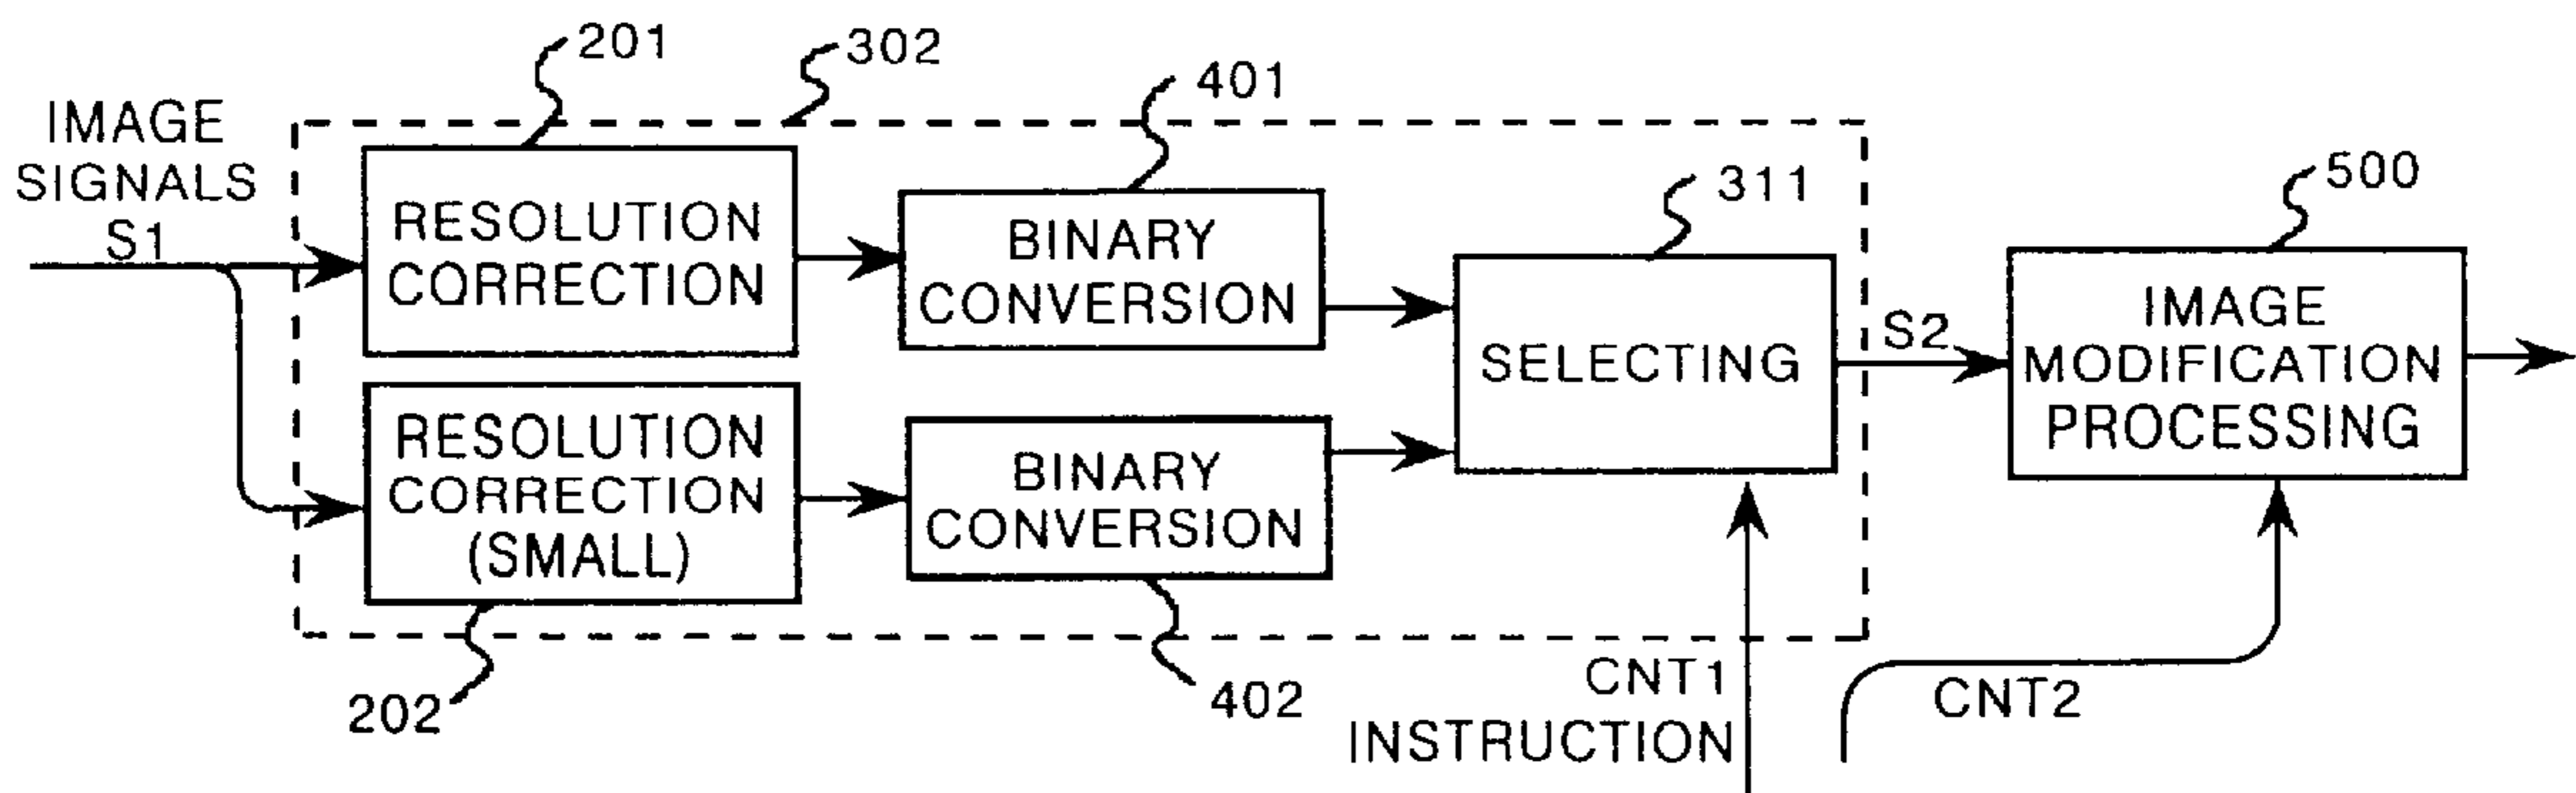 201
302
401
IMAGE
SIGNALS
S1
311
500
RESOLUTION
CORRECTION
BINARY
CONVERSION
SELECTING
S2
IMAGE
MODIFICATION
PROCESSING
RESOLUTION
CORRECTION
(SMALL)
BINARY
CONVERSION
202
402
CNT1
INSTRUCTION
CNT2